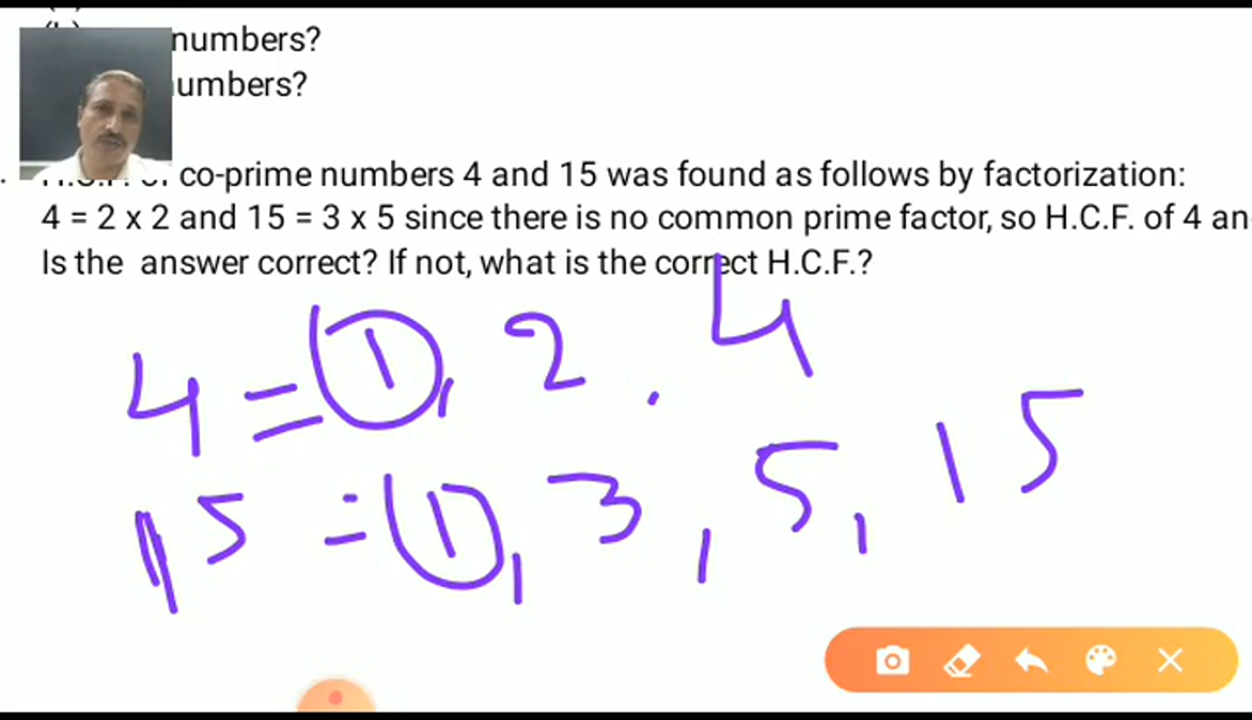 numbers?
numbers?
co-prime numbers 4 and 15 was found as follows by factorization:
4 = 2 x 2 and 15 = 3 x 5 since there is no common prime factor, so H.C.F. of 4 an
Is the answer correct? If not, what is the correct H.C.F.?
4 = 1, 2 . 4
15 = 1, 3, 5, 15